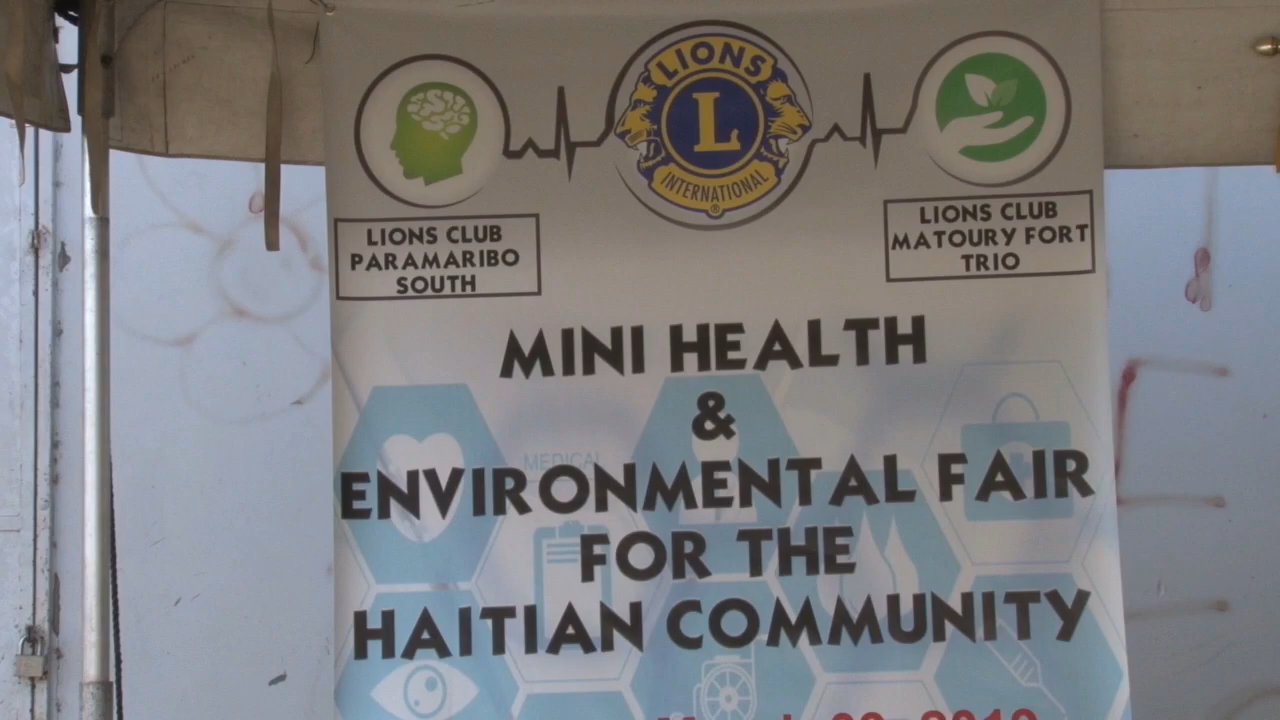 LIONS
L
INTERNATIONAL
®
LIONS CLUB
PARAMARIBO
SOUTH
LIONS CLUB
MATOURY FORT
TRIO
MINI HEALTH
&
ENVIRONMENTAL FAIR
FOR THE
HAITIAN COMMUNITY
MEDICAL